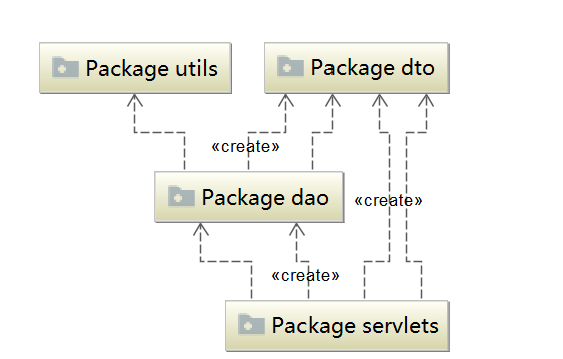 Package utils
Package dto
«create»
Package dao
«create»
«create»
Package servlets